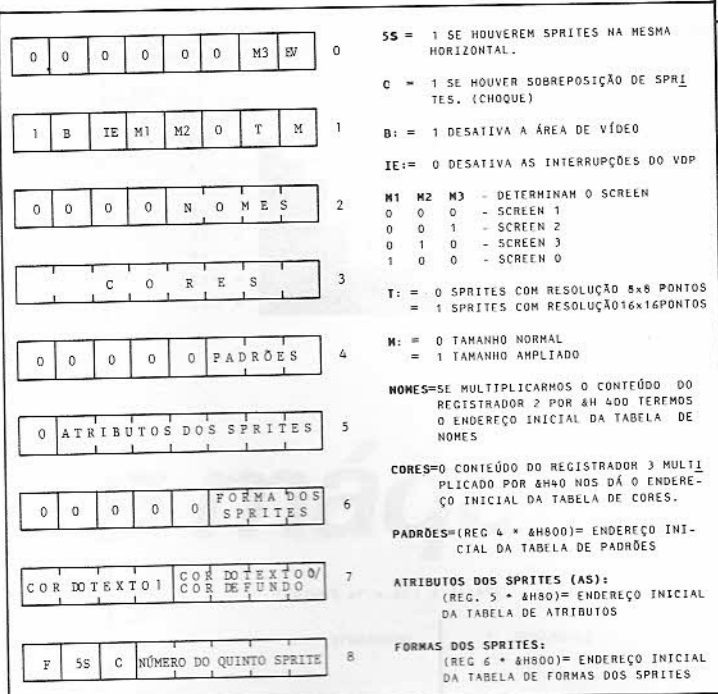 0 0 0 0 0 0 M3 EV 0
1 B IE M1 M2 0 T M 1
0 0 0 0 N O M E S 2
C O R E S 3
0 0 0 0 0 PADRÕES 4
0 ATRIBUTOS DOS SPRITES 5
0 0 0 0 0 FORMA DOS
SPRITES 6
COR DO TEXTO 1 COR DO TEXTO 0/
COR DE FUNDO 7
F 5S C NÚMERO DO QUINTO SPRITE 8
5S = 1 SE HOUVEREM SPRITES NA MESMA
HORIZONTAL.
C = 1 SE HOUVER SOBREPOSIÇÃO DE SPRI
TES. (CHOQUE)
B: = 1 DESATIVA A ÁREA DE VÍDEO
IE:= 0 DESATIVA AS INTERRUPÇÕES DO VDP
M1 M2 M3 - DETERMINAM O SCREEN
0 0 0 - SCREEN 1
0 0 1 - SCREEN 2
0 1 0 - SCREEN 3
1 0 0 - SCREEN 0
T: = 0 SPRITES COM RESOLUÇÃO 8x8 PONTOS
= 1 SPRITES COM RESOLUÇÃO16x16PONTOS
M: = 0 TAMANHO NORMAL
= 1 TAMANHO AMPLIADO
NOMES=SE MULTIPLICARMOS O CONTEÚDO DO
REGISTRADOR 2 POR &H 400 TEREMOS
O ENDEREÇO INICIAL DA TABELA DE
NOMES
CORES=O CONTEÚDO DO REGISTRADOR 3 MULTI
PLICADO POR &H40 NOS DÁ O ENDERE-
ÇO INICIAL DA TABELA DE CORES.
PADRÕES=(REG 4 * &H800)= ENDEREÇO INI-
CIAL DA TABELA DE PADRÕES
ATRIBUTOS DOS SPRITES (AS):
(REG. 5 * &H80)= ENDEREÇO INICIAL
DA TABELA DE ATRIBUTOS
FORMAS DOS SPRITES:
(REG 6 * &H800)= ENDEREÇO INICIAL
DA TABELA DE FORMAS DOS SPRITES